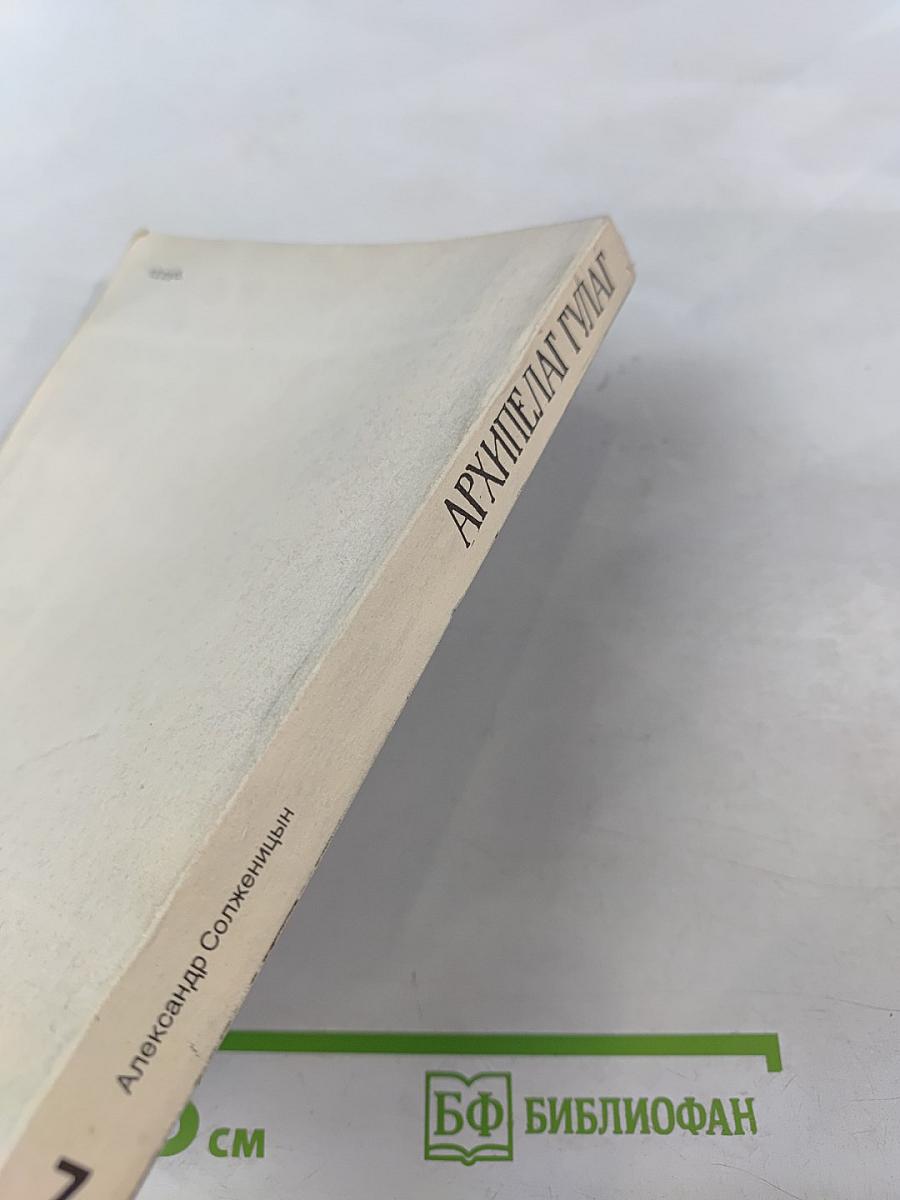 АРХИПЕЛАГ ГУЛАГ
Александр Солженицын
см
БФ БИБЛИОФАН